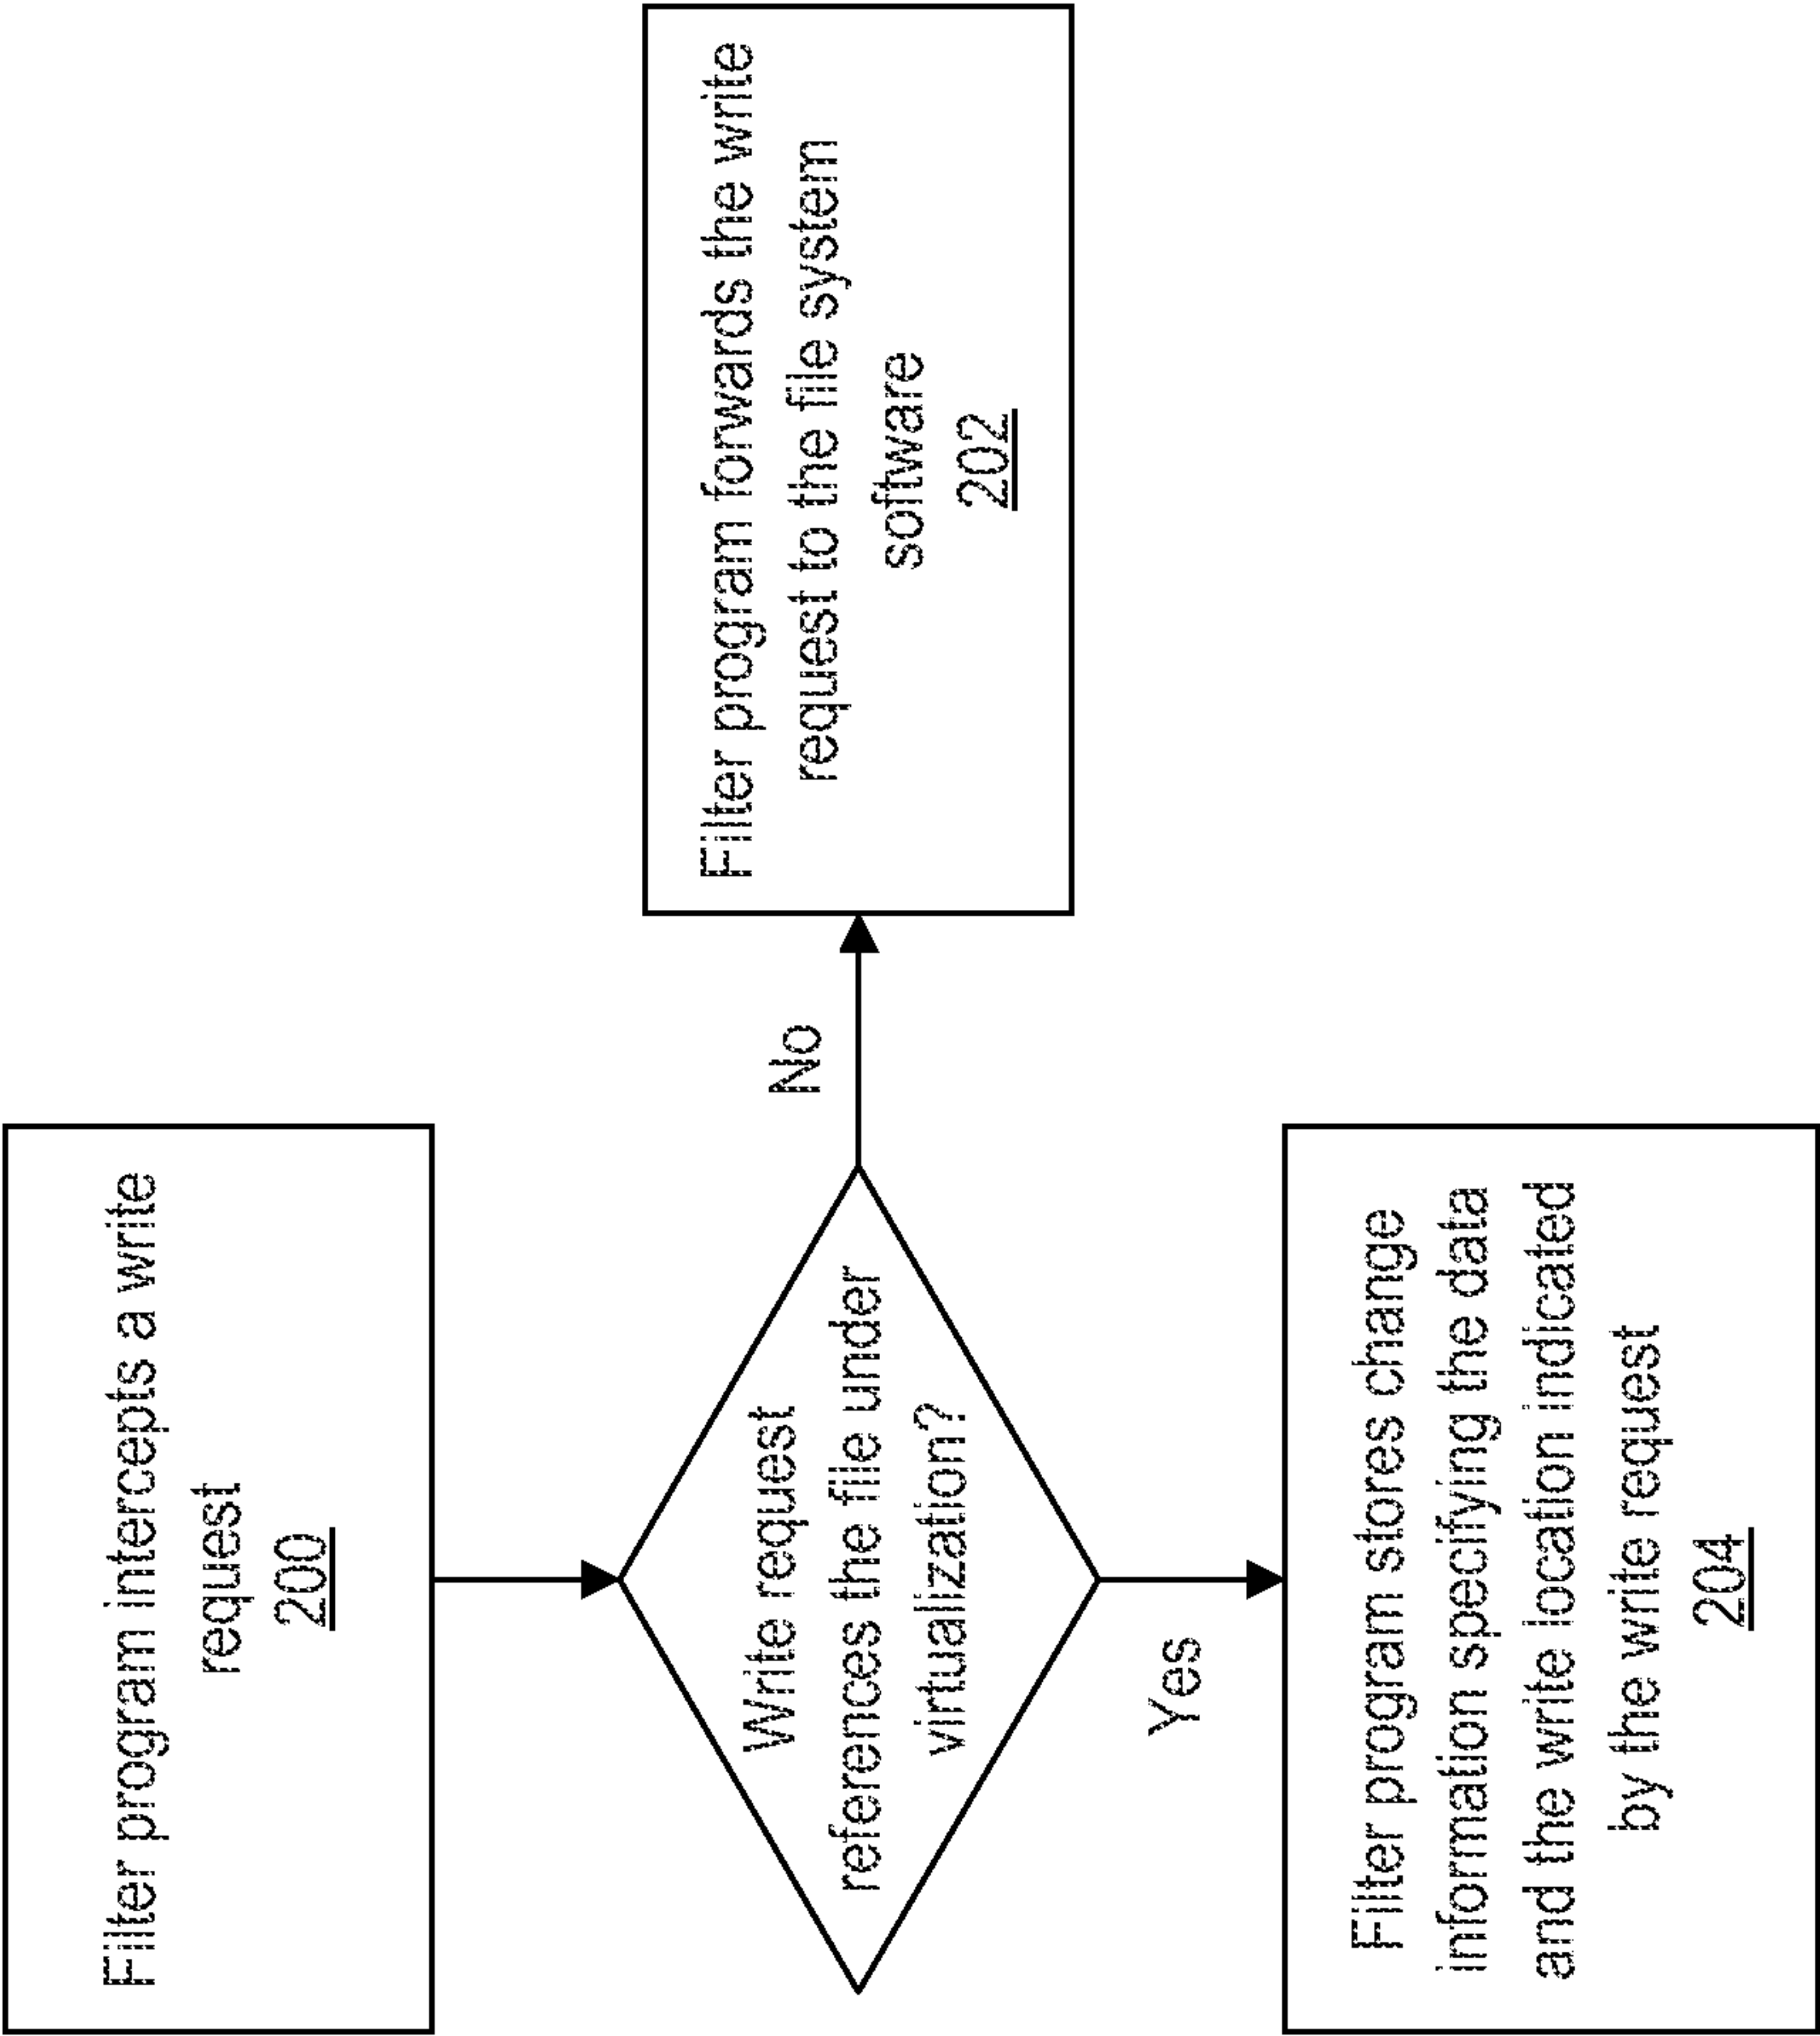 Filter program intercepts a write
request
200
Write request
references the file under
virtualization?
No
Filter program forwards the write
request to the file system
software
202
Yes
Filter program stores change
information specifying the data
and the write location indicated
by the write request
204